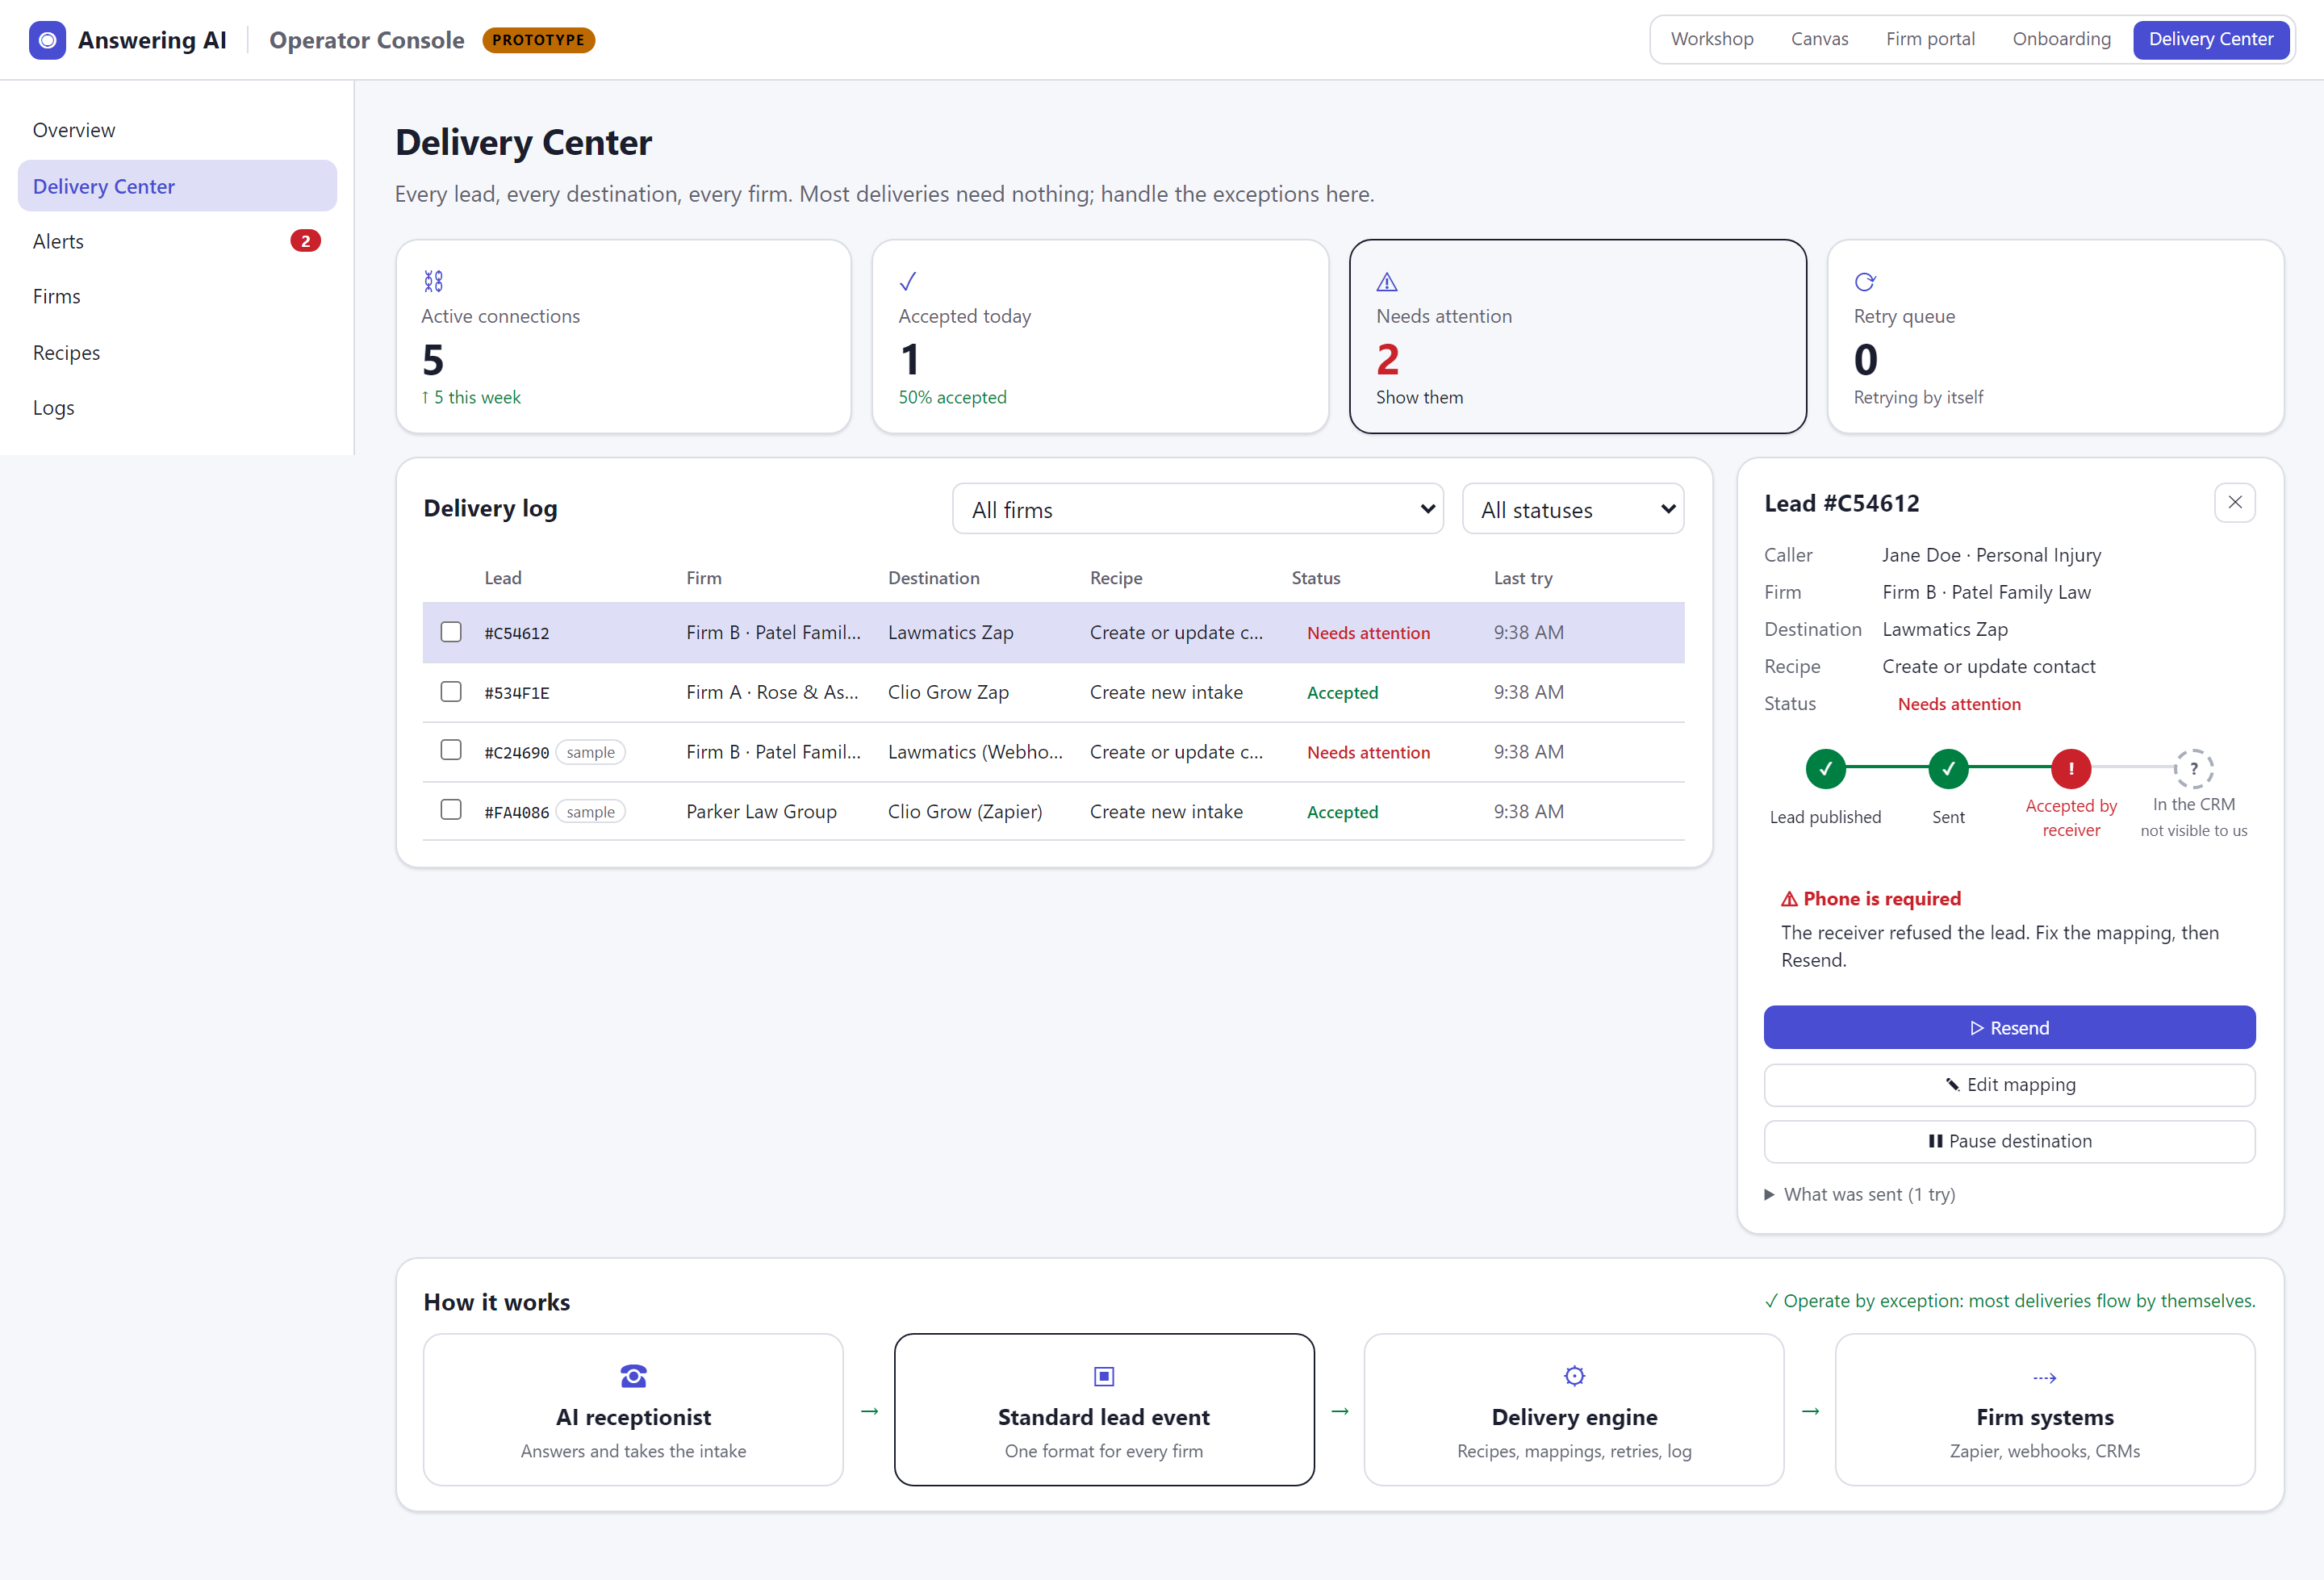 Answering AI
Operator Console
PROTOTYPE
Workshop
Canvas
Firm portal
Onboarding
Delivery Center
Overview
Delivery Center
Alerts
2
Firms
Recipes
Logs
Delivery Center
Every lead, every destination, every firm. Most deliveries need nothing; handle the exceptions here.
Active connections
5
↑ 5 this week
Accepted today
1
50% accepted
Needs attention
2
Show them
Retry queue
0
Retrying by itself
Delivery log
All firms
All statuses
Lead Firm Destination Recipe Status Last try
#C54612 Firm B · Patel Famil... Lawmatics Zap Create or update c... Needs attention 9:38 AM
#534F1E Firm A · Rose & As... Clio Grow Zap Create new intake Accepted 9:38 AM
#C24690 sample Firm B · Patel Famil... Lawmatics (Webho... Create or update c... Needs attention 9:38 AM
#FA4086 sample Parker Law Group Clio Grow (Zapier) Create new intake Accepted 9:38 AM
Lead #C54612
Caller Jane Doe · Personal Injury
Firm Firm B · Patel Family Law
Destination Lawmatics Zap
Recipe Create or update contact
Status Needs attention
Lead published
Sent
Accepted by
receiver
In the CRM
not visible to us
⚠ Phone is required
The receiver refused the lead. Fix the mapping, then
Resend.
▷ Resend
Edit mapping
Pause destination
▶ What was sent (1 try)
How it works
✓ Operate by exception: most deliveries flow by themselves.
AI receptionist
Answers and takes the intake
→
Standard lead event
One format for every firm
→
Delivery engine
Recipes, mappings, retries, log
→
Firm systems
Zapier, webhooks, CRMs